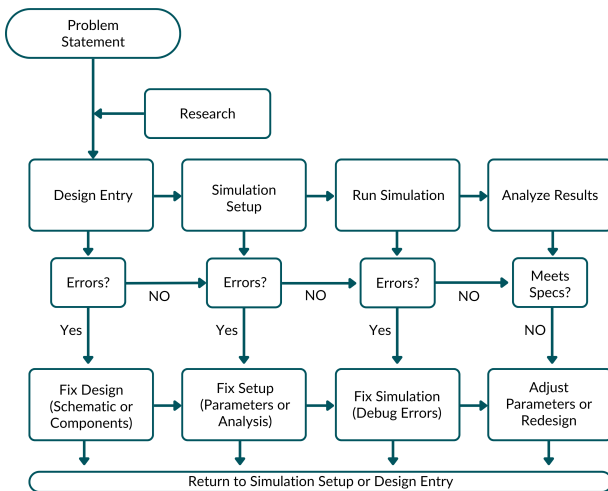 Problem
Statement
Research
Design Entry
Simulation
Setup
Run Simulation
Analyze Results
Errors?
NO
Errors?
NO
Errors?
NO
Meets
Specs?
Yes
Yes
Yes
NO
Fix Design
(Schematic or
Components)
Fix Setup
(Parameters or
Analysis)
Fix Simulation
(Debug Errors)
Adjust
Parameters or
Redesign
Return to Simulation Setup or Design Entry